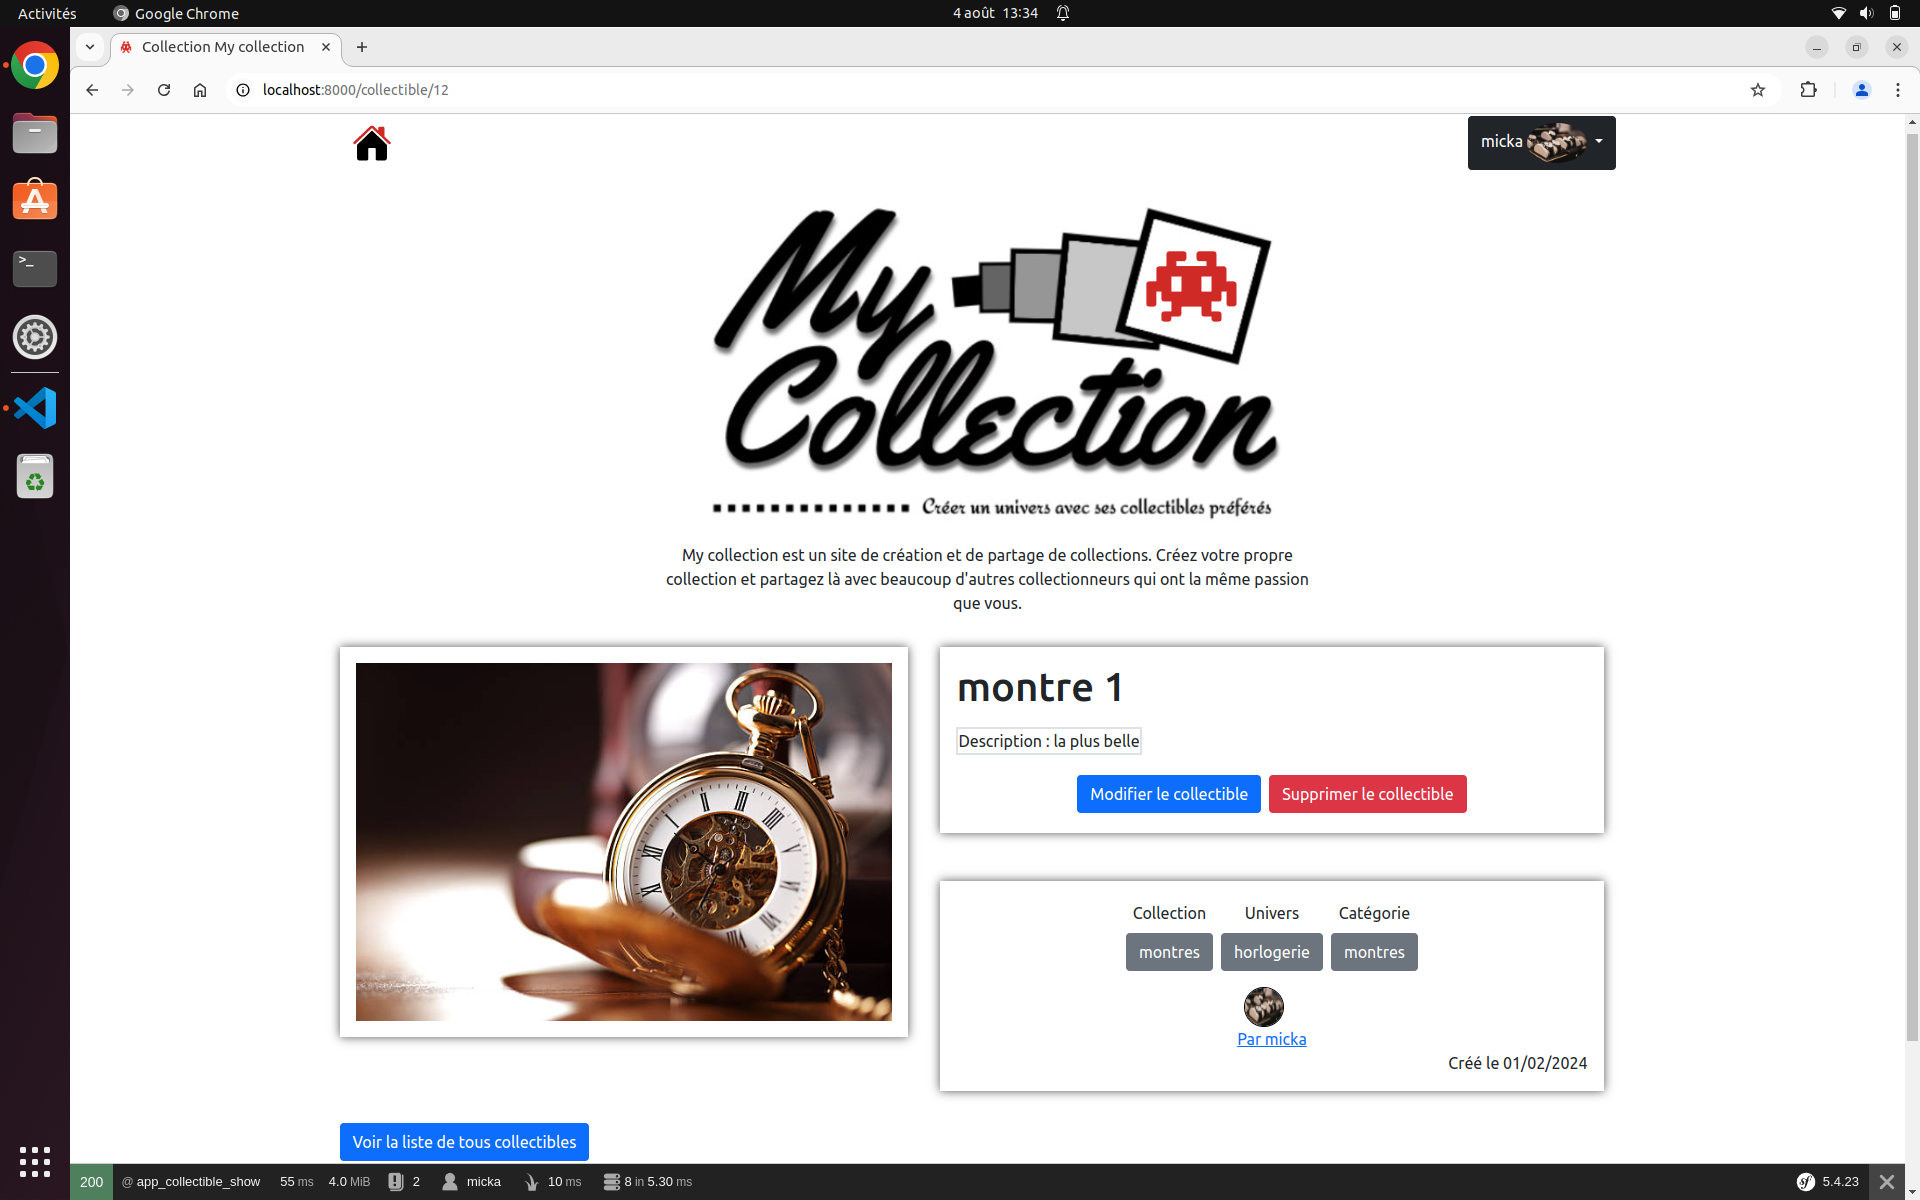 Activités
Google Chrome
4 août 13:34
Collection My collection
localhost:8000/collectible/12
micka
My
Collection
Créer un univers avec ses collectibles préférés
My collection est un site de création et de partage de collections. Créez votre propre
collection et partagez là avec beaucoup d'autres collectionneurs qui ont la même passion
que vous.
montre 1
Description : la plus belle
Modifier le collectible
Supprimer le collectible
Collection Univers Catégorie
montres horlogerie montres
Par micka
Créé le 01/02/2024
Voir la liste de tous collectibles
200 @ app_collectible_show 55 ms 4.0 MiB 2 micka 10 ms 8 in 5.30 ms 5.4.23